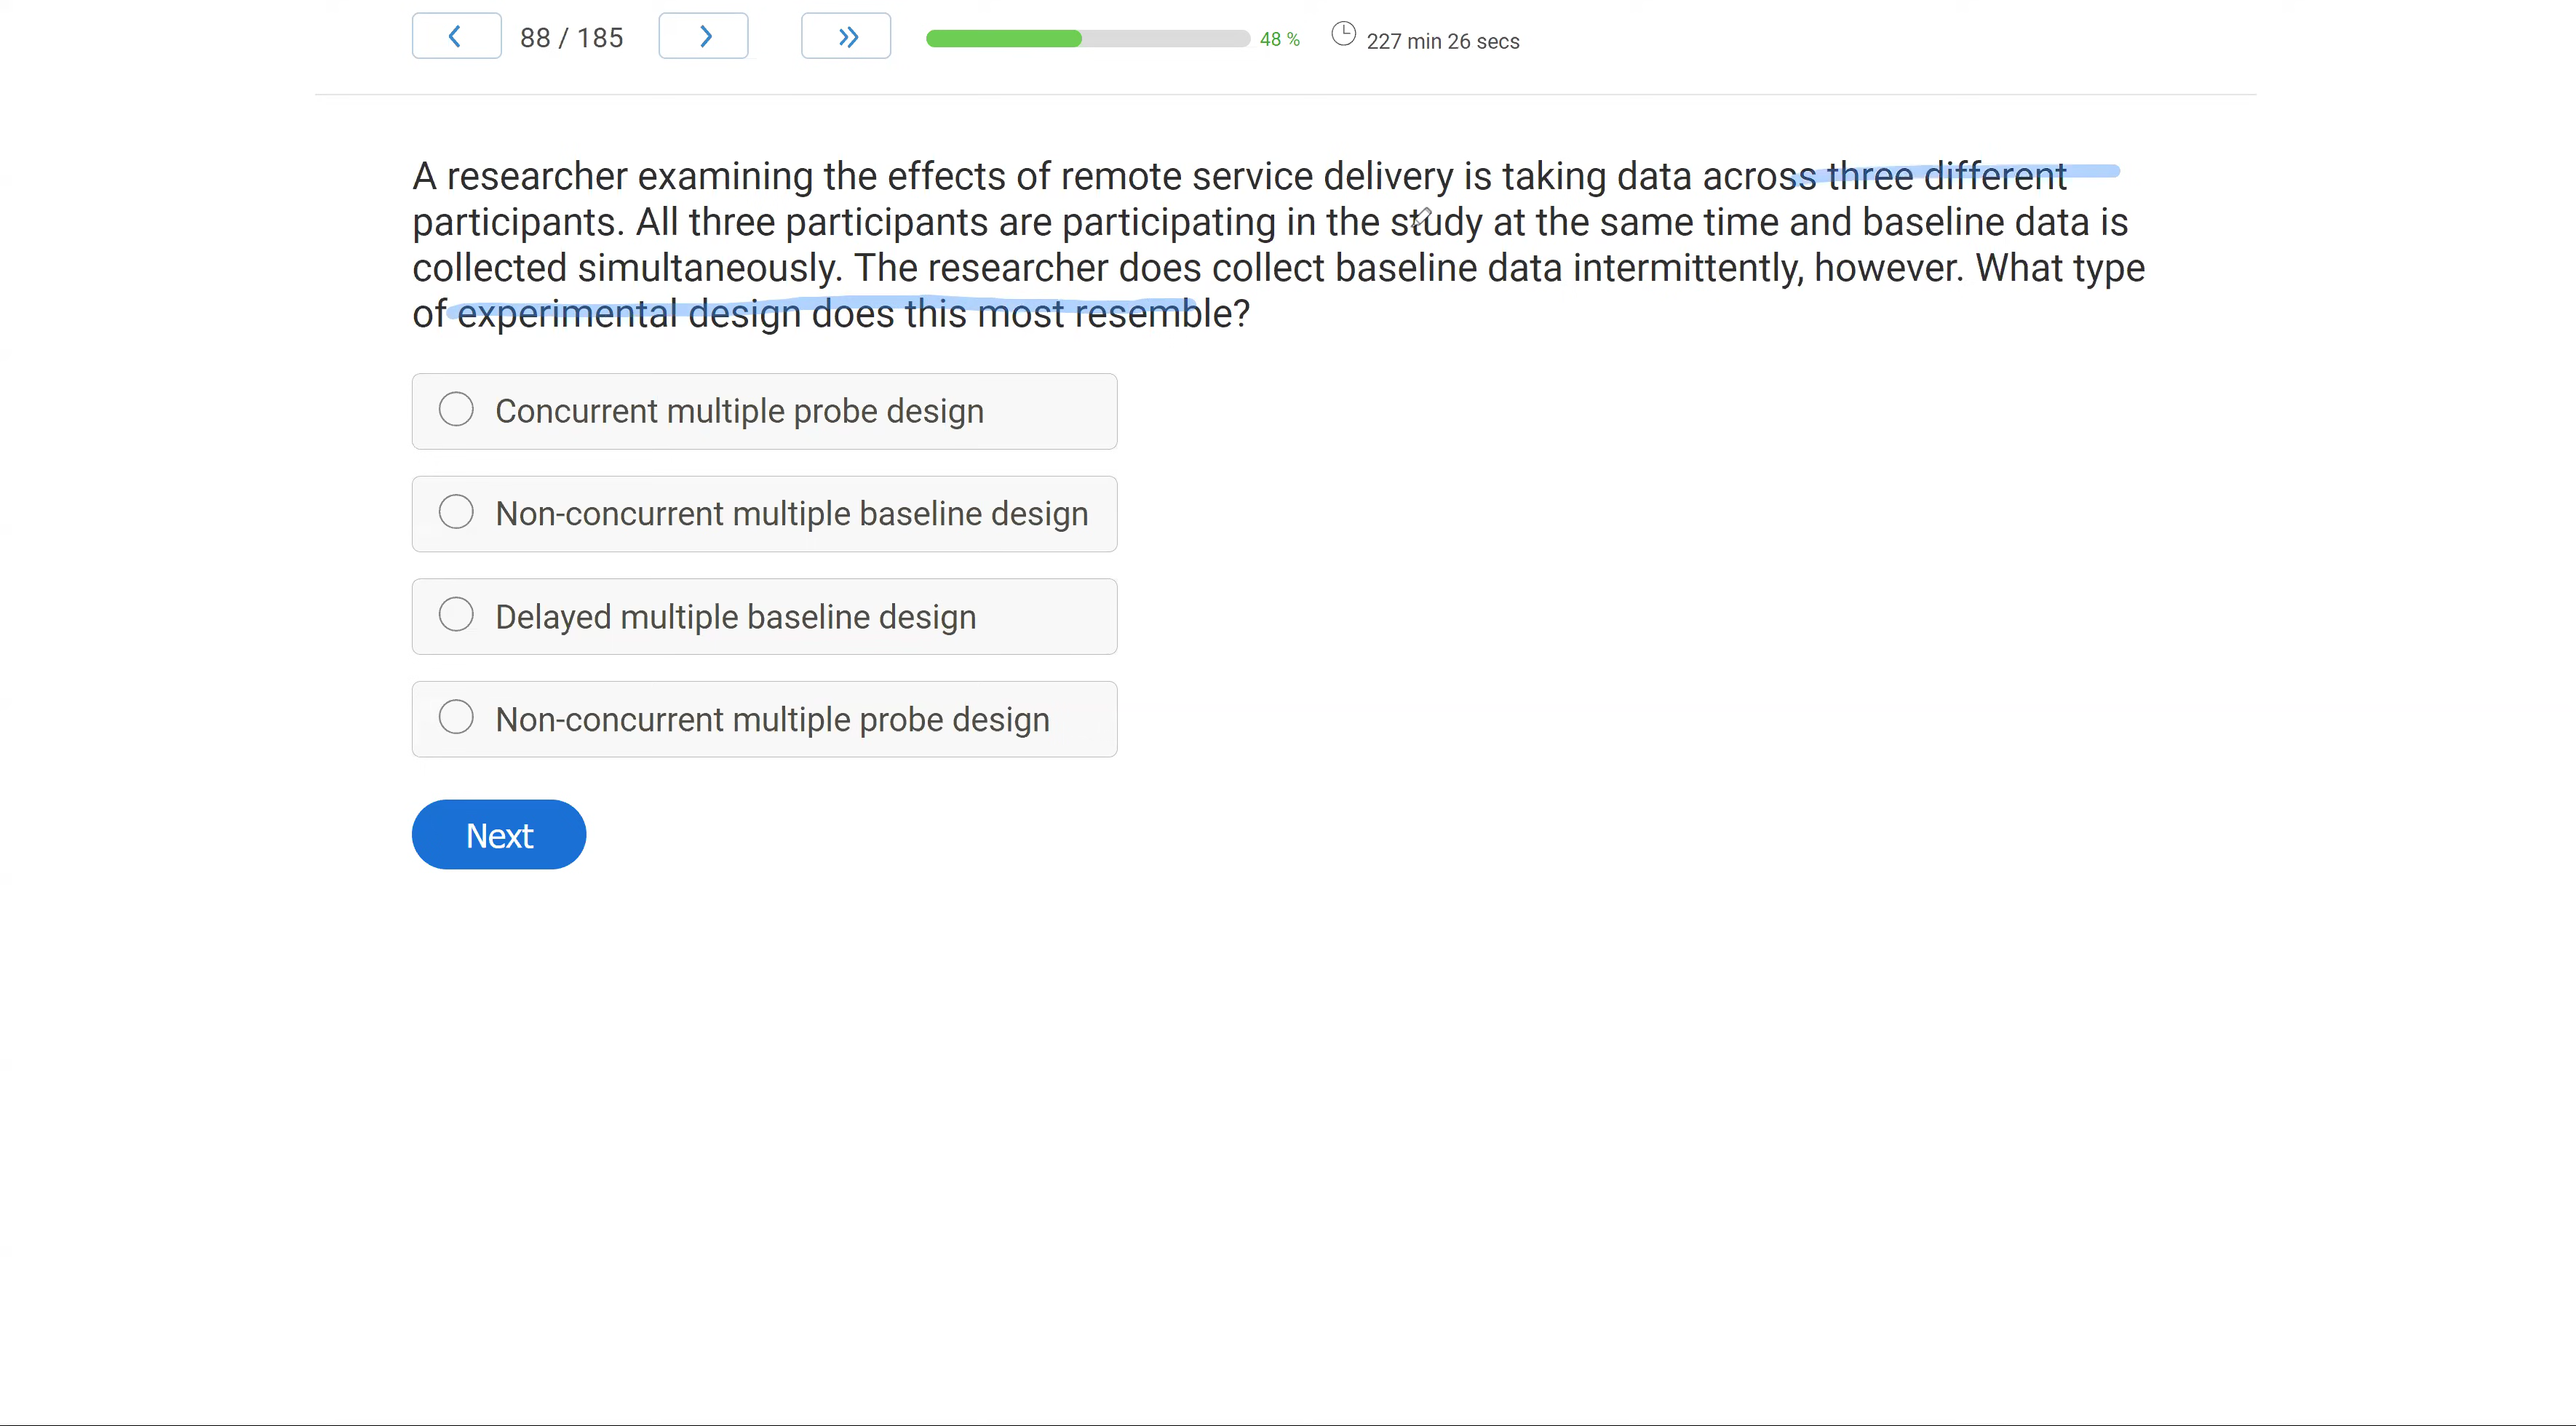 88 / 185
48 %
227 min 26 secs
A researcher examining the effects of remote service delivery is taking data across three different
participants. All three participants are participating in the study at the same time and baseline data is
collected simultaneously. The researcher does collect baseline data intermittently, however. What type
of experimental design does this most resemble?
Concurrent multiple probe design
Non-concurrent multiple baseline design
Delayed multiple baseline design
Non-concurrent multiple probe design
Next